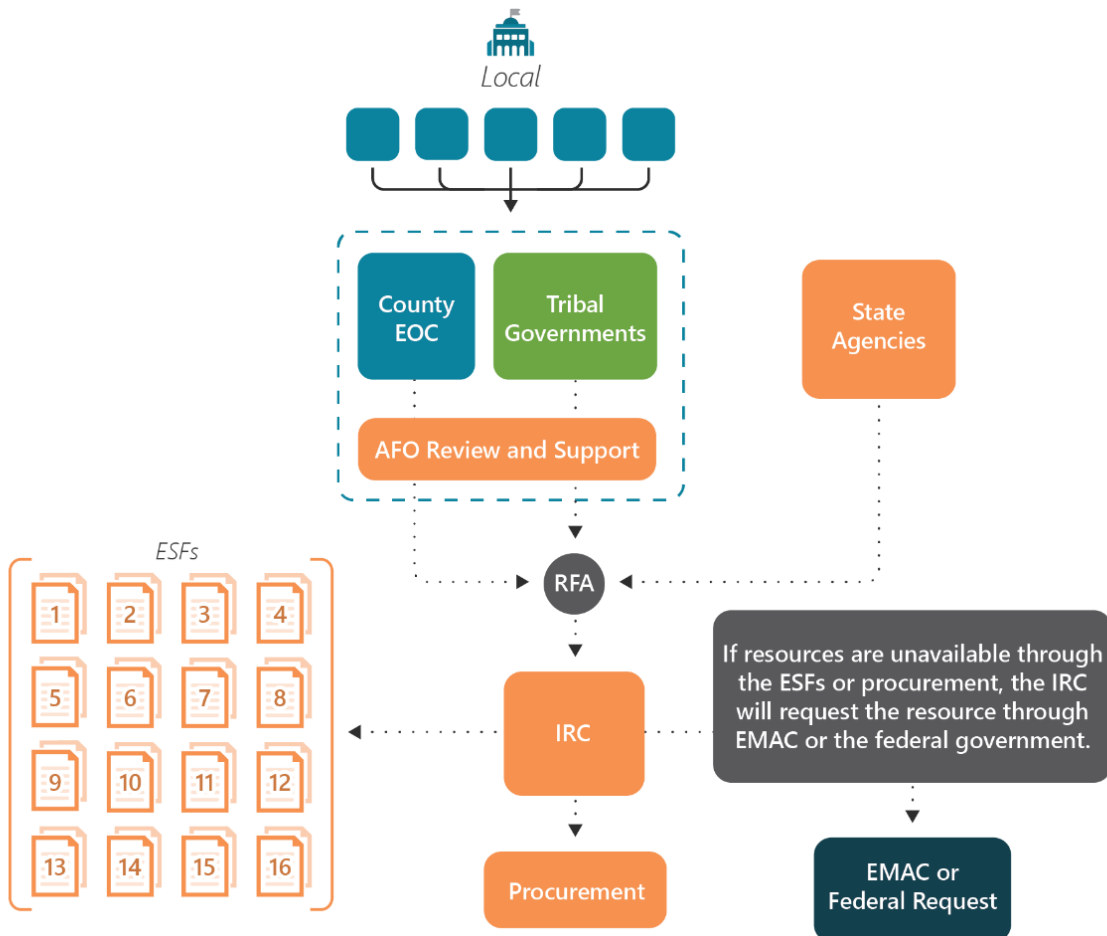 Local
County
EOC
Tribal
Governments
State
Agencies
AFO Review and Support
ESFs
1
2
3
4
5
6
7
8
9
10
11
12
13
14
15
16
RFA
IRC
If resources are unavailable through
the ESFs or procurement, the IRC
will request the resource through
EMAC or the federal government.
Procurement
EMAC or
Federal Request